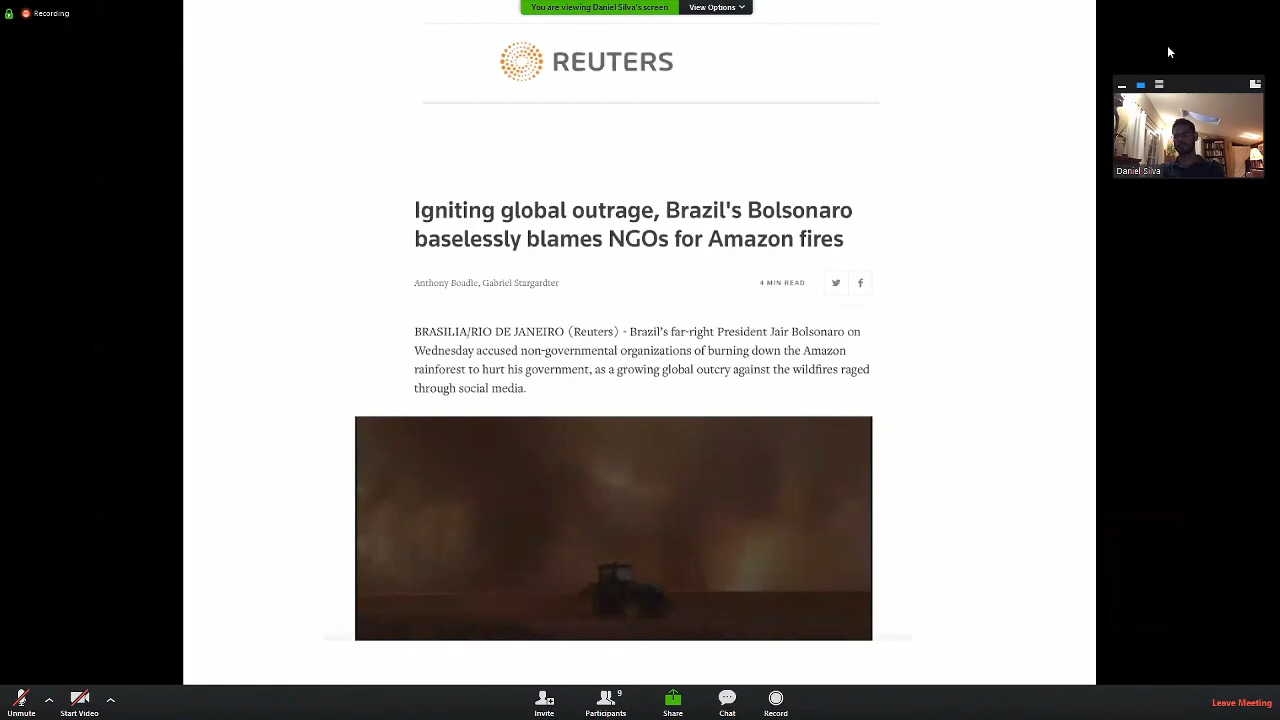 Recording
You are viewing Daniel Silva's screen
View Options
REUTERS
Daniel Silva
Igniting global outrage, Brazil's Bolsonaro
baselessly blames NGOs for Amazon fires
Anthony Boadle, Gabriel Stargardter
4 MIN READ
BRASILIA/RIO DE JANEIRO (Reuters) - Brazil's far-right President Jair Bolsonaro on
Wednesday accused non-governmental organizations of burning down the Amazon
rainforest to hurt his government, as a growing global outcry against the wildfires raged
through social media.
Unmute
Start Video
Invite
9
Participants
Share
Chat
Record
Leave Meeting